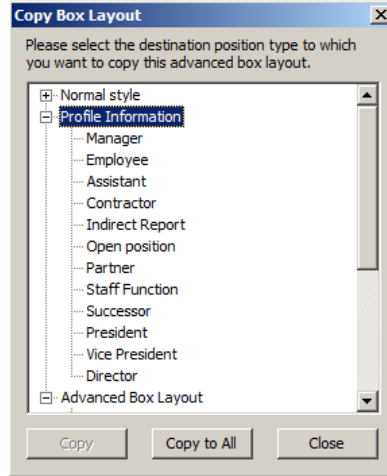 Copy Box Layout
Please select the destination position type to which
you want to copy this advanced box layout.
Normal style
Profile Information
Manager
Employee
Assistant
Contractor
Indirect Report
Open position
Partner
Staff Function
Successor
President
Vice President
Director
Advanced Box Layout
Copy
Copy to All
Close